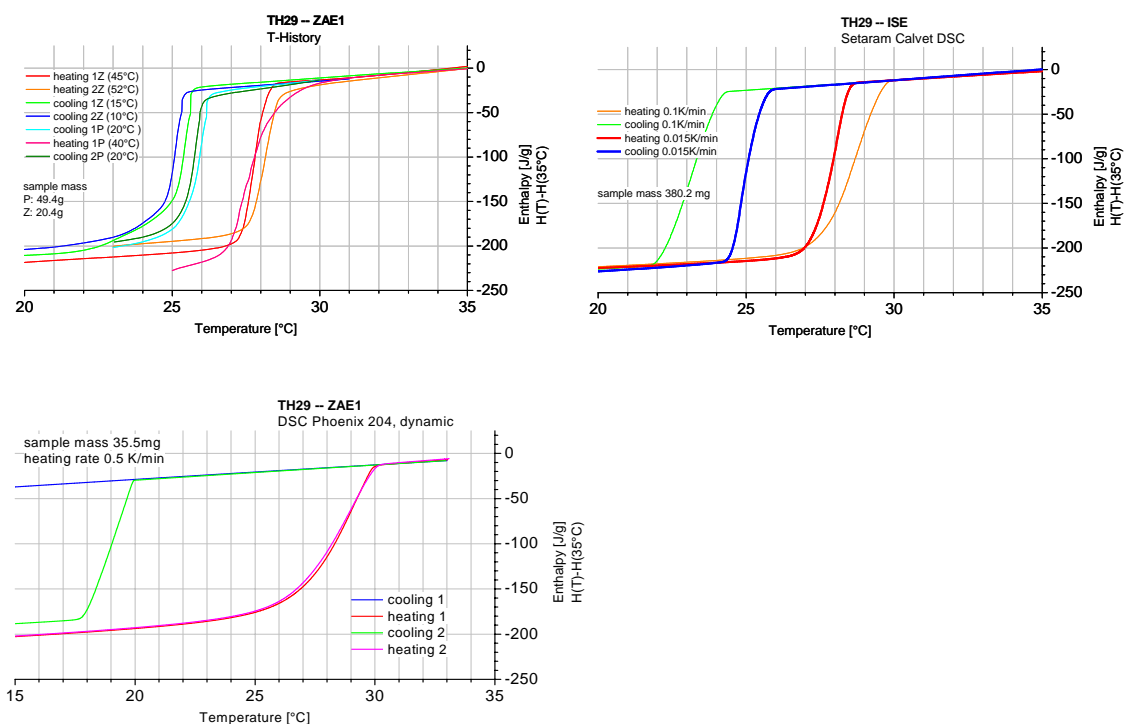 TH29 -- ZAE1
T-History
heating 1Z (45°C)
heating 2Z (52°C)
cooling 1Z (15°C)
cooling 2Z (10°C)
cooling 1P (20°C )
heating 1P (40°C)
cooling 2P (20°C)
sample mass
P: 49.4g
Z: 20.4g
0
-50
-100
-150
-200
-250
Enthalpy [J/g]
H(T)-H(35°C)
20
25
30
35
Temperature [°C]
TH29 -- ISE
Setaram Calvet DSC
heating 0.1K/min
cooling 0.1K/min
heating 0.015K/min
cooling 0.015K/min
sample mass 380.2 mg
0
-50
-100
-150
-200
-250
Enthalpy [J/g]
H(T)-H(35°C)
20
25
30
35
Temperature [°C]
TH29 -- ZAE1
DSC Phoenix 204, dynamic
sample mass 35.5mg
heating rate 0.5 K/min
cooling 1
heating 1
cooling 2
heating 2
0
-50
-100
-150
-200
-250
Enthalpy [J/g]
H(T)-H(35°C)
15
20
25
30
35
Temperature [°C]